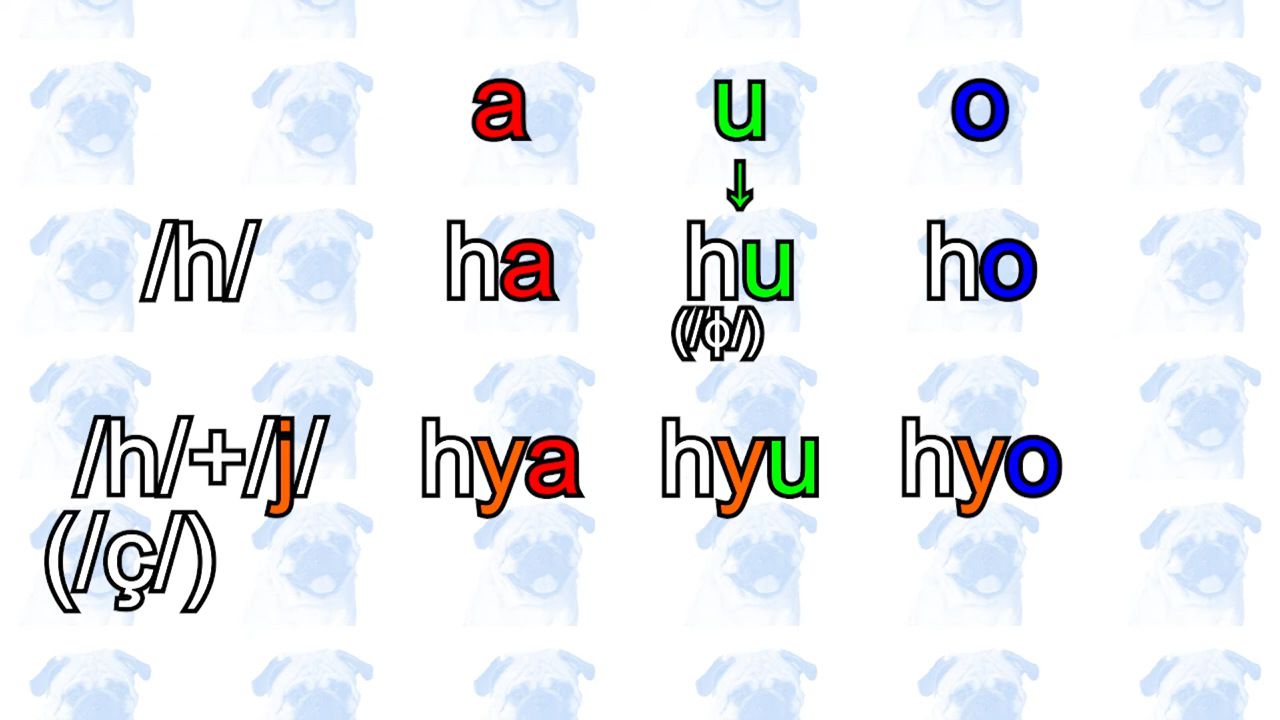 a u o
↓
/h/ ha hu ho
(/ɸ/)
/h/+/j/ hya hyu hyo
(/ç/)